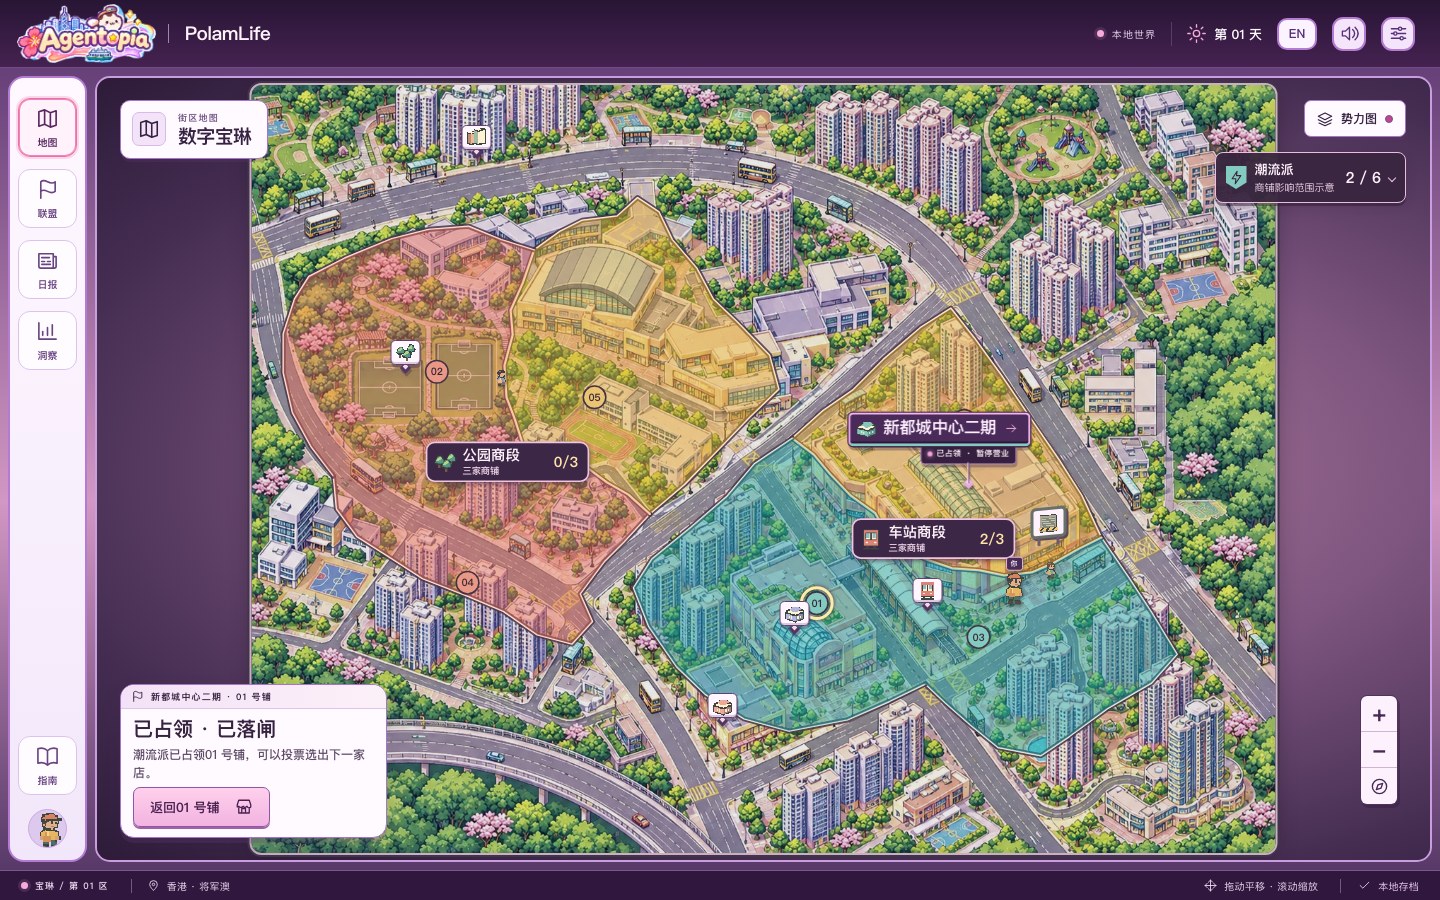 Agentopia
PolamLife
本地世界
第 01 天
EN
地图
联盟
日报
洞察
指南
街区地图
数字宝琳
势力图
潮流派
商铺影响范围示意
2 / 6
02
05
公园商段
三家商铺
0/3
新都城中心二期 →
已占领 · 暂停营业
车站商段
三家商铺
2/3
你
04
01
03
新都城中心二期 · 01 号铺
已占领 · 已落闸
潮流派已占领01 号铺，可以投票选出下一家
店。
返回01 号铺
宝琳 / 第 01 区
香港 · 将军澳
拖动平移 · 滚动缩放
本地存档